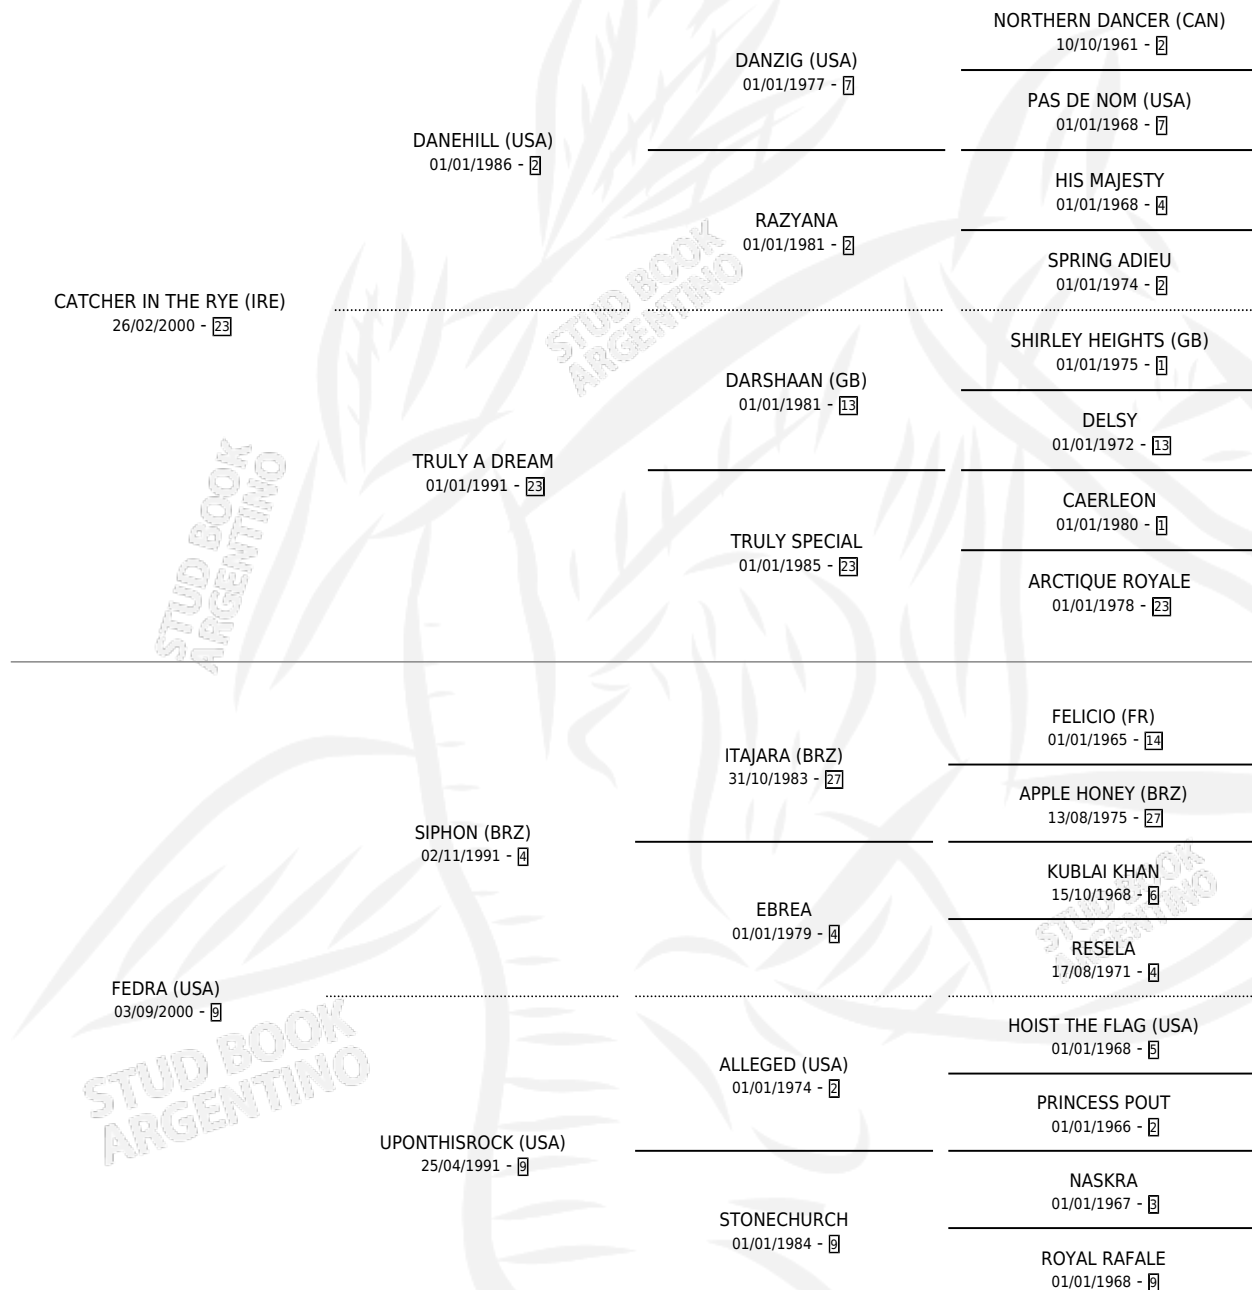 NORTHERN DANCER (CAN)
10/10/1961 - 2
DANZIG (USA)
01/01/1977 - 7
PAS DE NOM (USA)
01/01/1968 - 7
DANEHILL (USA)
01/01/1986 - 2
HIS MAJESTY
01/01/1968 - 4
RAZYANA
01/01/1981 - 2
SPRING ADIEU
01/01/1974 - 2
CATCHER IN THE RYE (IRE)
26/02/2000 - 23
SHIRLEY HEIGHTS (GB)
01/01/1975 - 1
DARSHAAN (GB)
01/01/1981 - 13
DELSY
01/01/1972 - 13
TRULY A DREAM
01/01/1991 - 23
CAERLEON
01/01/1980 - 1
TRULY SPECIAL
01/01/1985 - 23
ARCTIQUE ROYALE
01/01/1978 - 23
FELICIO (FR)
01/01/1965 - 14
ITAJARA (BRZ)
31/10/1983 - 27
APPLE HONEY (BRZ)
13/08/1975 - 27
SIPHON (BRZ)
02/11/1991 - 4
KUBLAI KHAN
15/10/1968 - 6
EBREA
01/01/1979 - 4
RESELA
17/08/1971 - 4
FEDRA (USA)
03/09/2000 - 9
HOIST THE FLAG (USA)
01/01/1968 - 5
ALLEGED (USA)
01/01/1974 - 2
PRINCESS POUT
01/01/1966 - 2
UPONTHISROCK (USA)
25/04/1991 - 9
NASKRA
01/01/1967 - 3
STONECHURCH
01/01/1984 - 9
ROYAL RAFALE
01/01/1968 - 9
STUD BOOK
ARGENTINO
STUD BOOK
ARGENTINO
STUD BOOK
ARGENTINO
STUD BOOK
ARGENTINO